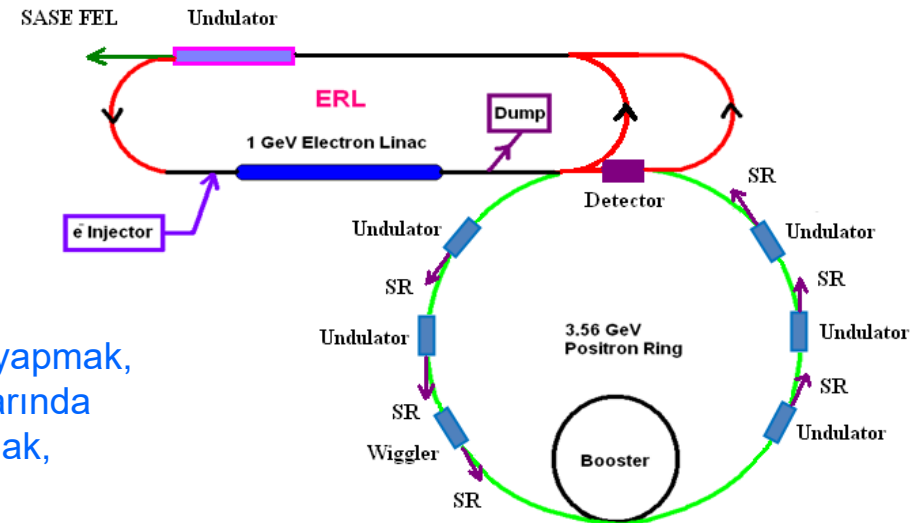 SASE FEL
Undulator
ERL
Dump
1 GeV Electron Linac
SR
Detector
e⁻ Injector
Undulator
Undulator
SR
SR
Undulator
3.56 GeV
Positron Ring
Undulator
yapmak,
arında
ak,
SR
SR
Wiggler
Undulator
Booster
SR